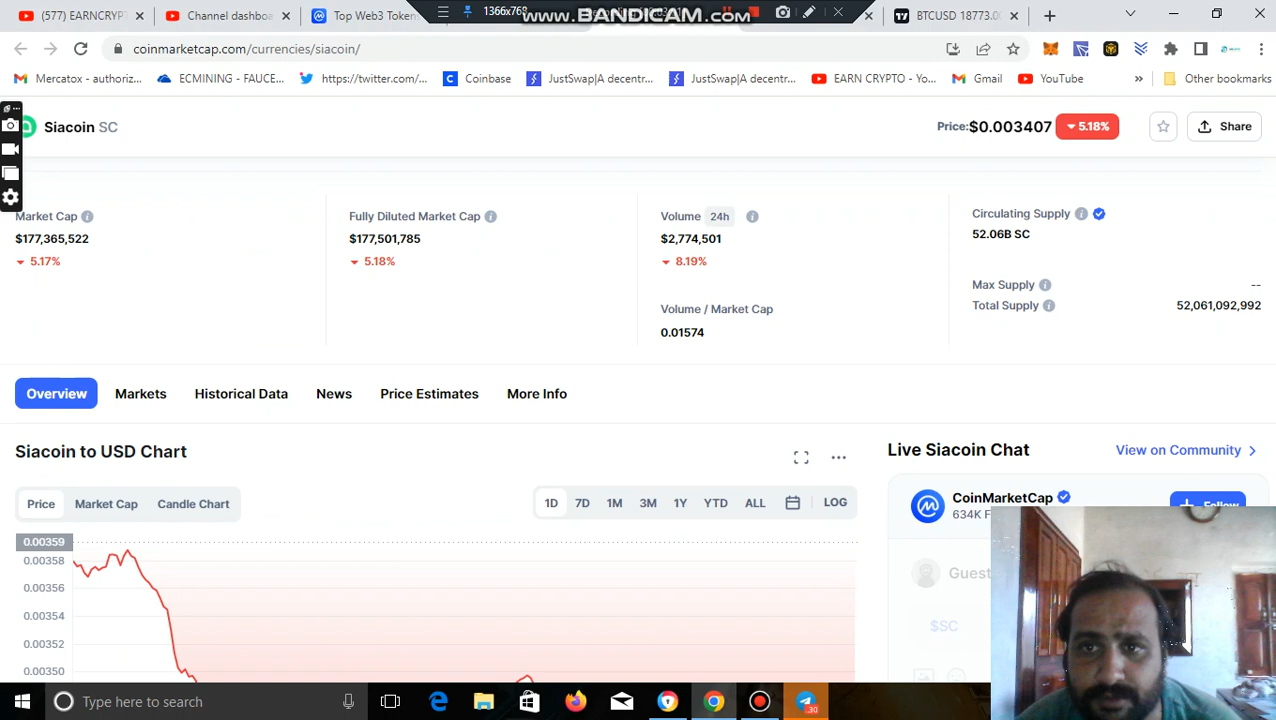 (577) EARNCRYPT
Channel dashboa
Top Web3 Token
1366x768
www.BANDICAM.com
BTCUSD 18773.0
coinmarketcap.com/currencies/siacoin/
Mercatox - authoriz...
ECMINING - FAUCE...
https://twitter.com/...
Coinbase
JustSwap|A decentr...
JustSwap|A decentr...
EARN CRYPTO - Yo...
Gmail
YouTube
»
Other bookmarks
Siacoin SC
Price:$0.003407
5.18%
Share
Market Cap
Fully Diluted Market Cap
Volume 24h
Circulating Supply
$177,365,522
$177,501,785
$2,774,501
52.06B SC
5.17%
5.18%
8.19%
Max Supply
--
Volume / Market Cap
Total Supply
52,061,092,992
0.01574
Overview
Markets
Historical Data
News
Price Estimates
More Info
Siacoin to USD Chart
Live Siacoin Chat
View on Community
Price
Market Cap
Candle Chart
1D
7D
1M
3M
1Y
YTD
ALL
LOG
CoinMarketCap
634K F
Follow
0.00359
0.00358
0.00356
0.00354
0.00352
0.00350
Guest
$SC
Type here to search
30